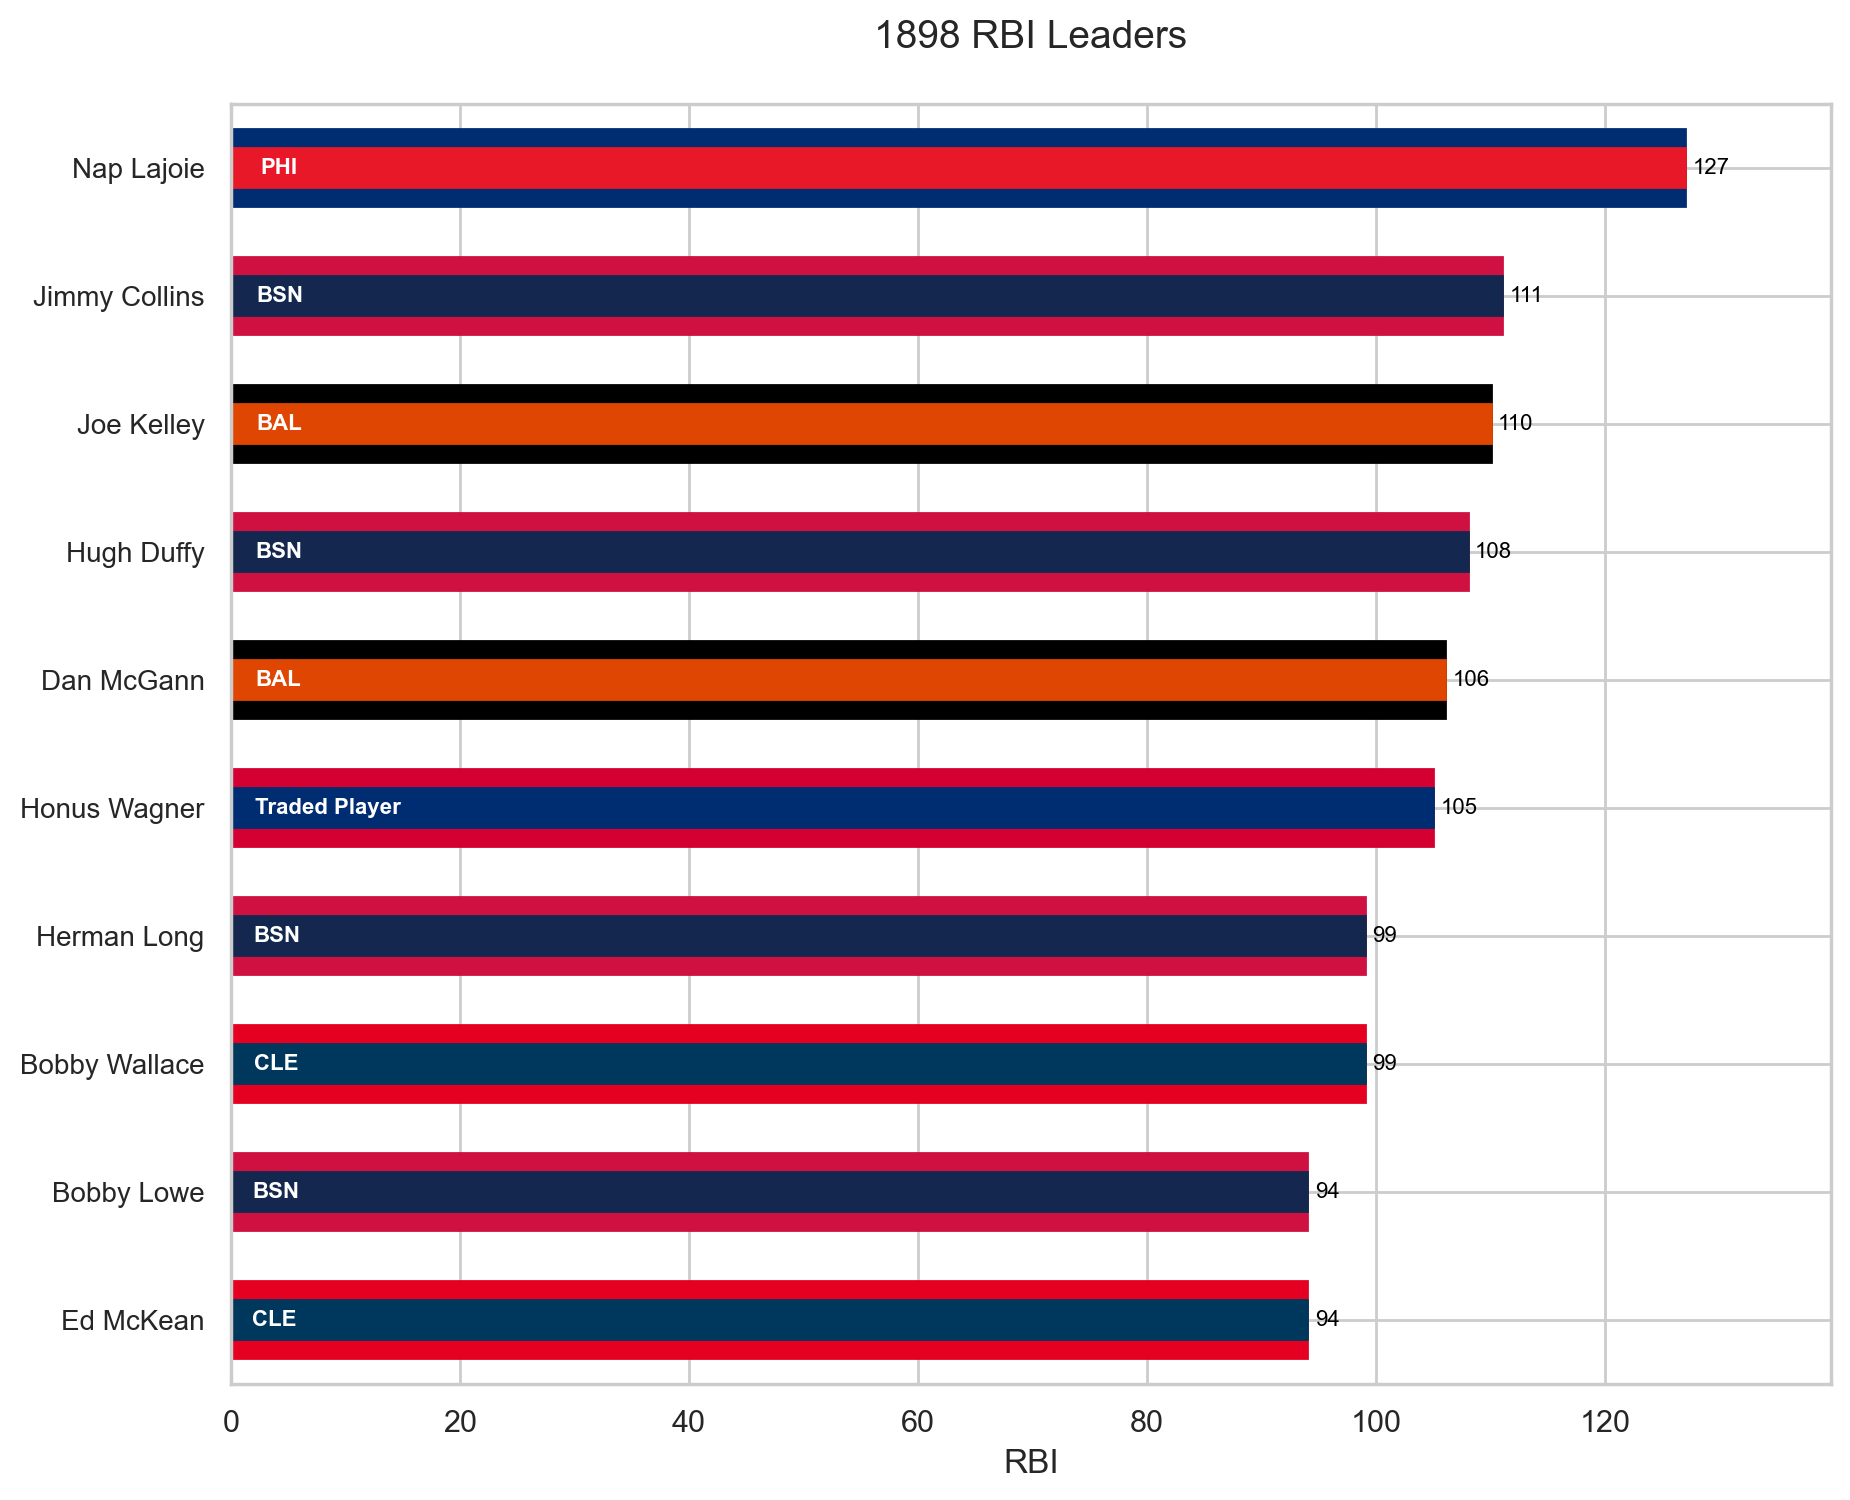 1898 RBI Leaders
Nap Lajoie PHI 127
Jimmy Collins BSN 111
Joe Kelley BAL 110
Hugh Duffy BSN 108
Dan McGann BAL 106
Honus Wagner Traded Player 105
Herman Long BSN 99
Bobby Wallace CLE 99
Bobby Lowe BSN 94
Ed McKean CLE 94
0 20 40 60 80 100 120
RBI